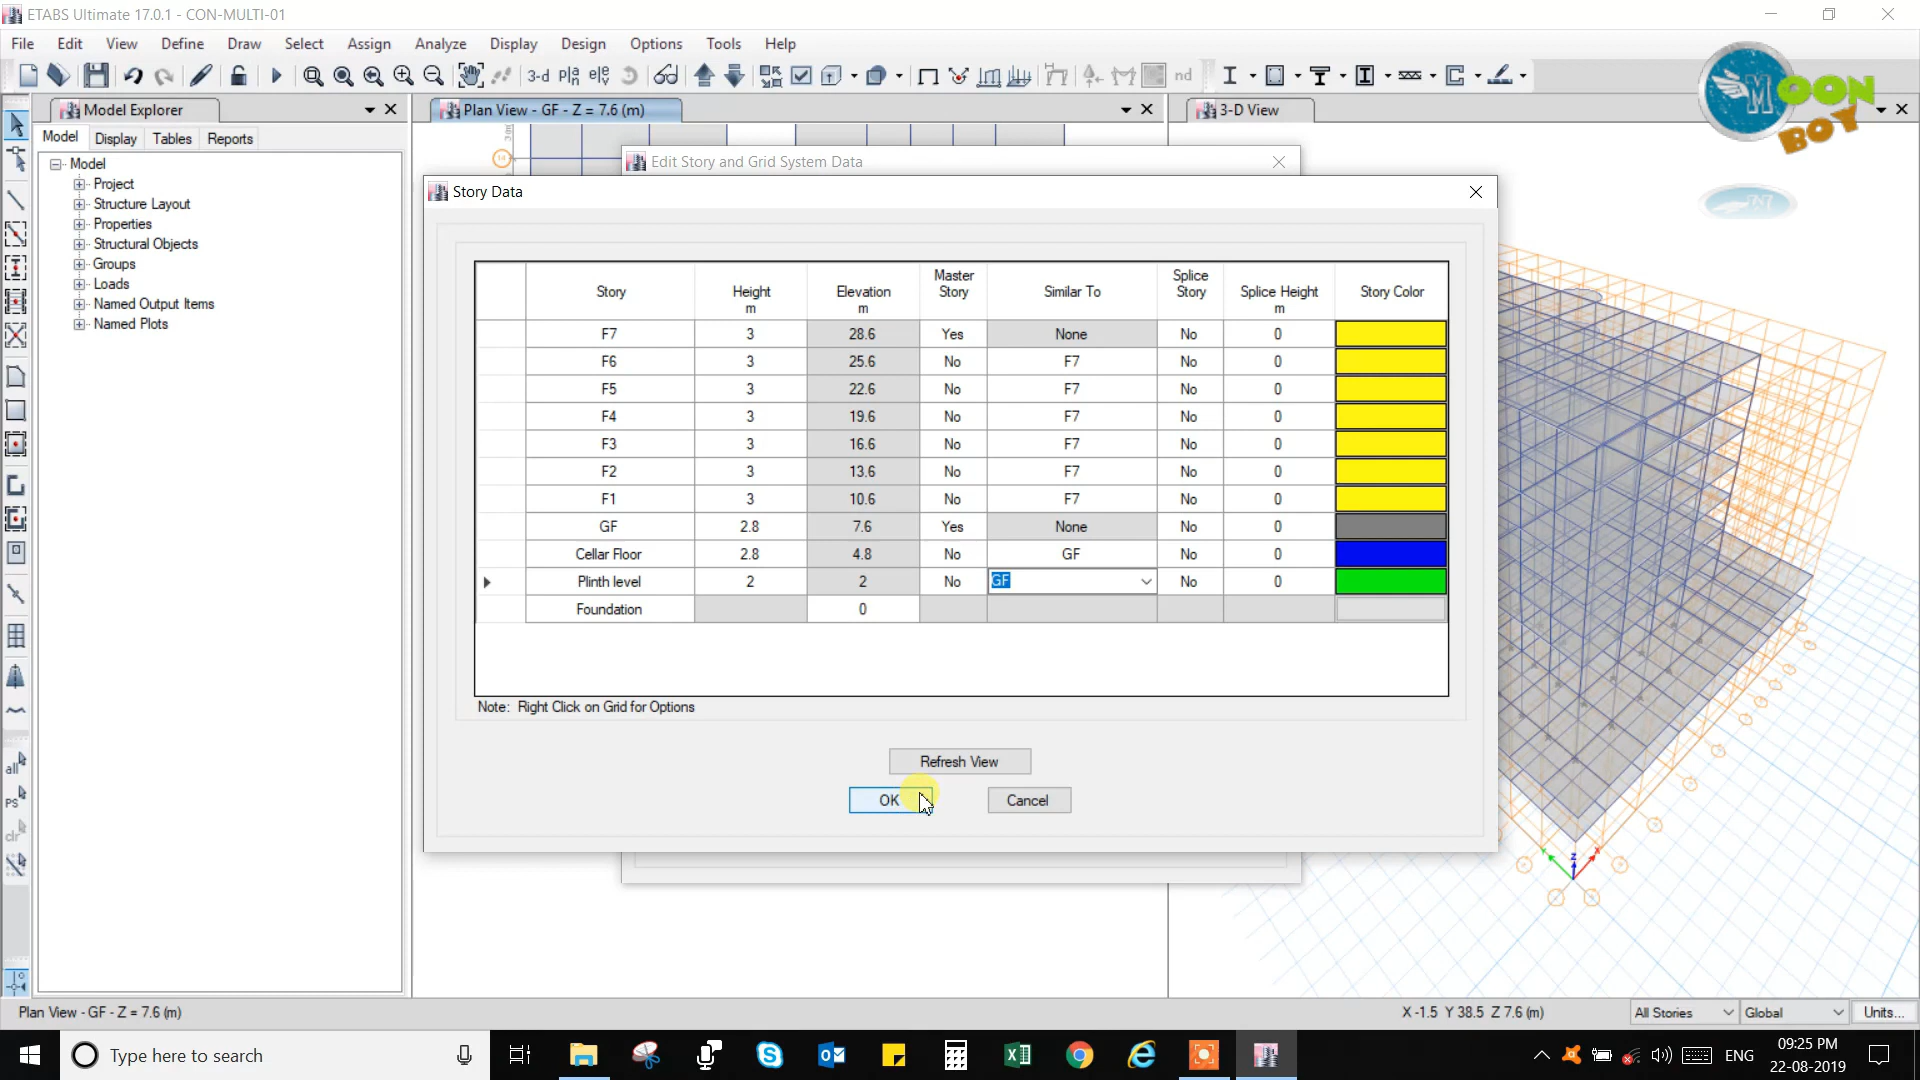 ETABS Ultimate 17.0.1 - CON-MULTI-01
File Edit View Define Draw Select Assign Analyze Display Design Options Tools Help
3-d plą elę nd
Model Explorer
Plan View - GF - Z = 7.6 (m)
3-D View
MOON
BOY
Model Display Tables Reports
Model
Project
Structure Layout
Properties
Structural Objects
Groups
Loads
Named Output Items
Named Plots
Edit Story and Grid System Data
Story Data
Story Height m Elevation m Master Story Similar To Splice Story Splice Height m Story Color
F7 3 28.6 Yes None No 0
F6 3 25.6 No F7 No 0
F5 3 22.6 No F7 No 0
F4 3 19.6 No F7 No 0
F3 3 16.6 No F7 No 0
F2 3 13.6 No F7 No 0
F1 3 10.6 No F7 No 0
GF 2.8 7.6 Yes None No 0
Cellar Floor 2.8 4.8 No GF No 0
Plinth level 2 2 No GF No 0
Foundation 0
Note: Right Click on Grid for Options
Refresh View
OK Cancel
all
PS
clr
Z
Plan View - GF - Z = 7.6 (m)
X -1.5 Y 38.5 Z 7.6 (m)
All Stories Global Units...
Type here to search
ENG
09:25 PM
22-08-2019